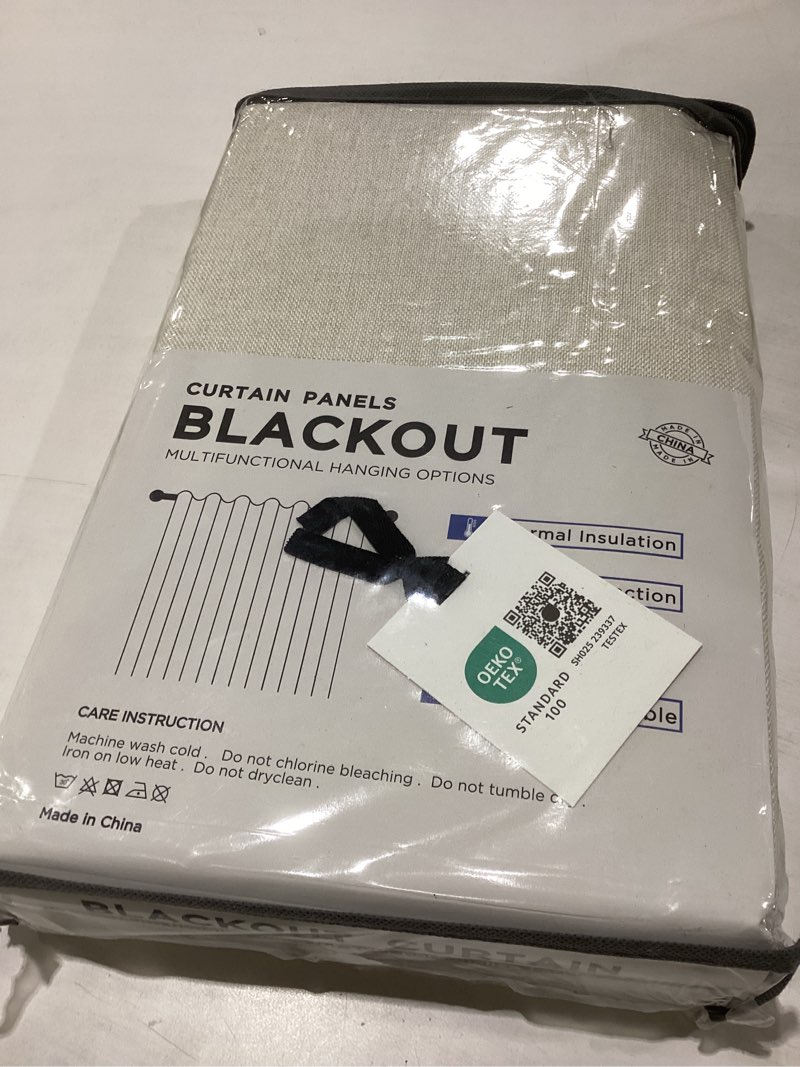 CURTAIN PANELS
BLACKOUT
MULTIFUNCTIONAL HANGING OPTIONS
MADE IN
CHINA
MADE IN
rmal Insulation
ction
ble
OEKO
TEX®
STANDARD
100
SH025 239337
TESTEX
CARE INSTRUCTION
Machine wash cold . Do not chlorine bleaching . Do not tumble
Iron on low heat . Do not dryclean .
Made in China
BLACKOUT CURTAIN